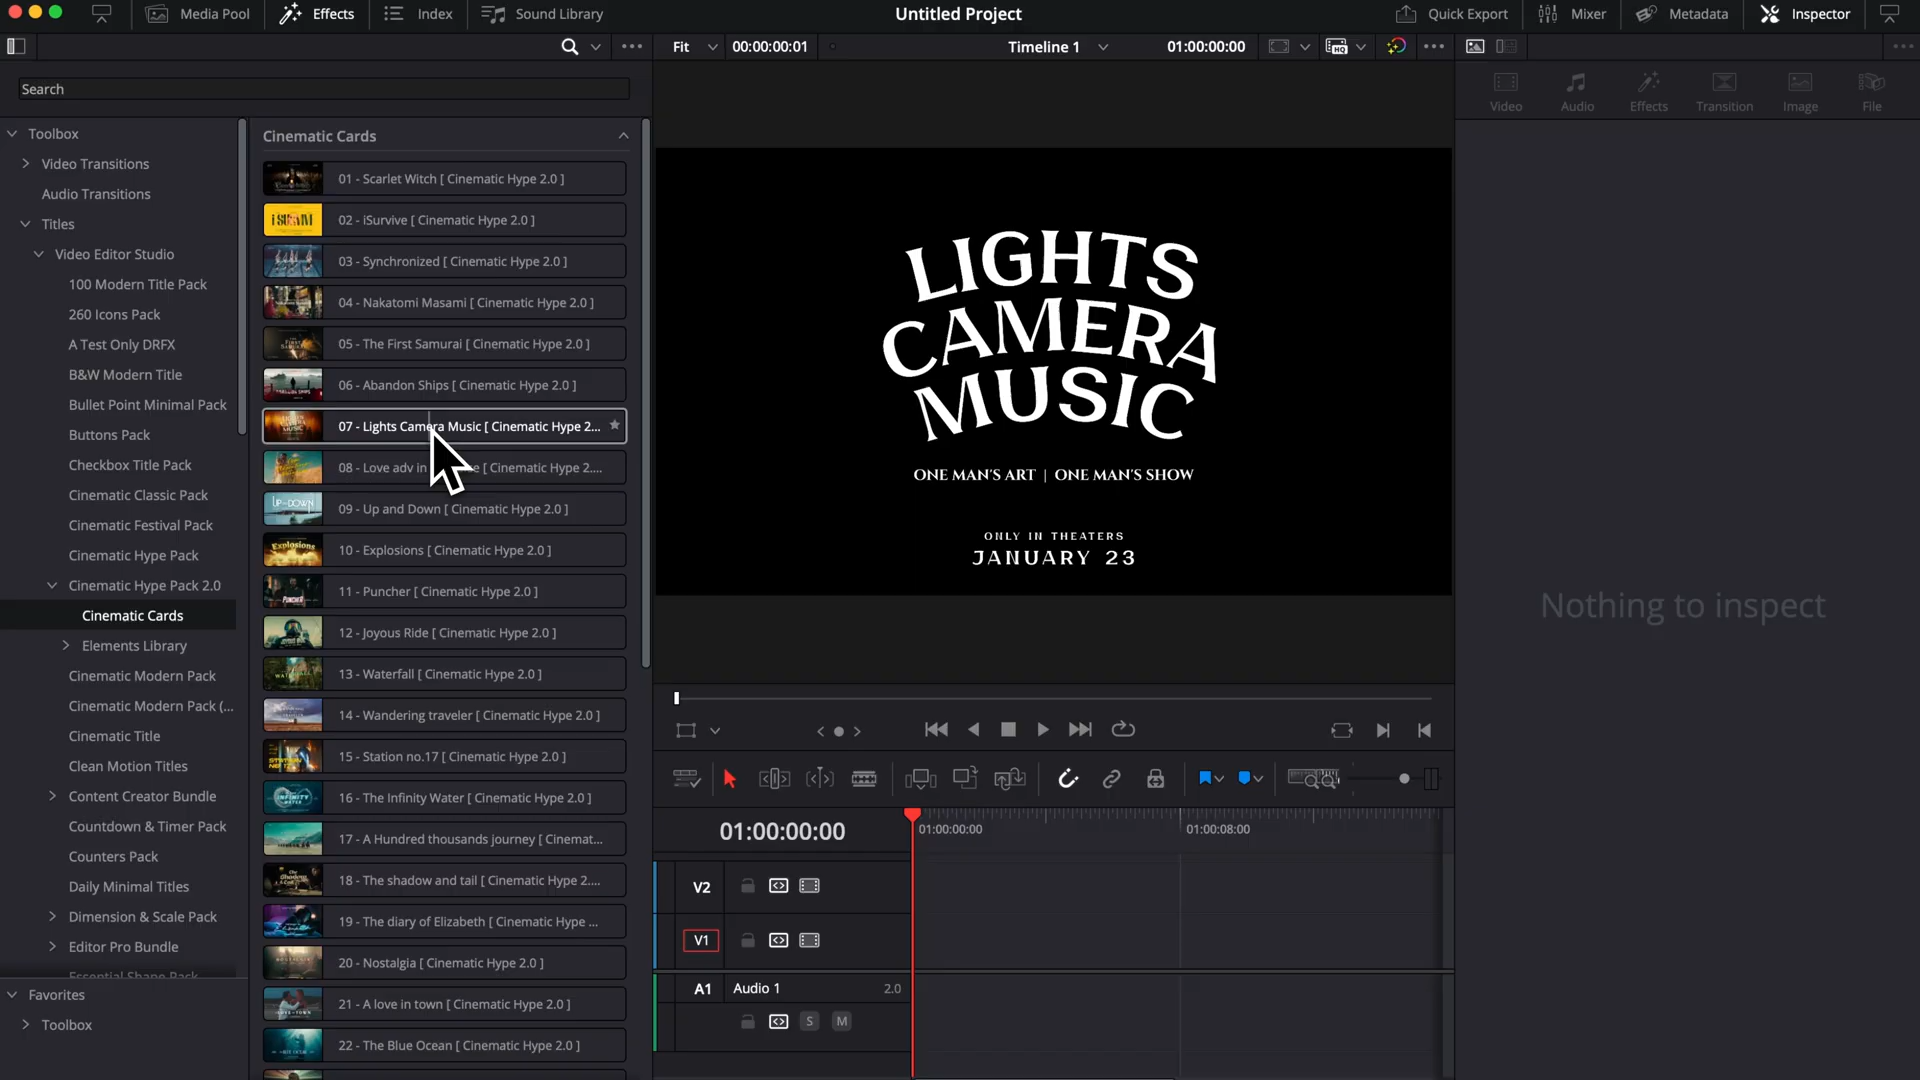 Media Pool
Effects
Index
Sound Library
Untitled Project
Quick Export
Mixer
Metadata
Inspector
Fit
00:00:00:01
Timeline 1
01:00:00:00
HQ
Search
Video
Audio
Effects
Transition
Image
File
Toolbox
Video Transitions
Audio Transitions
Titles
Video Editor Studio
100 Modern Title Pack
260 Icons Pack
A Test Only DRFX
B&W Modern Title
Bullet Point Minimal Pack
Buttons Pack
Checkbox Title Pack
Cinematic Classic Pack
Cinematic Festival Pack
Cinematic Hype Pack
Cinematic Hype Pack 2.0
Cinematic Cards
Elements Library
Cinematic Modern Pack
Cinematic Modern Pack (...
Cinematic Title
Clean Motion Titles
Content Creator Bundle
Countdown & Timer Pack
Counters Pack
Daily Minimal Titles
Dimension & Scale Pack
Editor Pro Bundle
Essential Shape Pack
Favorites
Toolbox
Cinematic Cards
01 - Scarlet Witch [ Cinematic Hype 2.0 ]
02 - iSurvive [ Cinematic Hype 2.0 ]
03 - Synchronized [ Cinematic Hype 2.0 ]
04 - Nakatomi Masami [ Cinematic Hype 2.0 ]
05 - The First Samurai [ Cinematic Hype 2.0 ]
06 - Abandon Ships [ Cinematic Hype 2.0 ]
07 - Lights Camera Music [ Cinematic Hype 2...
08 - Love adv in [ Cinematic Hype 2....
09 - Up and Down [ Cinematic Hype 2.0 ]
10 - Explosions [ Cinematic Hype 2.0 ]
11 - Puncher [ Cinematic Hype 2.0 ]
12 - Joyous Ride [ Cinematic Hype 2.0 ]
13 - Waterfall [ Cinematic Hype 2.0 ]
14 - Wandering traveler [ Cinematic Hype 2.0 ]
15 - Station no.17 [ Cinematic Hype 2.0 ]
16 - The Infinity Water [ Cinematic Hype 2.0 ]
17 - A Hundred thousands journey [ Cinemat...
18 - The shadow and tail [ Cinematic Hype 2....
19 - The diary of Elizabeth [ Cinematic Hype ...
20 - Nostalgia [ Cinematic Hype 2.0 ]
21 - A love in town [ Cinematic Hype 2.0 ]
22 - The Blue Ocean [ Cinematic Hype 2.0 ]
LIGHTS
CAMERA
MUSIC
ONE MAN'S ART | ONE MAN'S SHOW
ONLY IN THEATERS
JANUARY 23
Nothing to inspect
01:00:00:00
01:00:00:00
01:00:08:00
V2
V1
A1
Audio 1
2.0
S
M